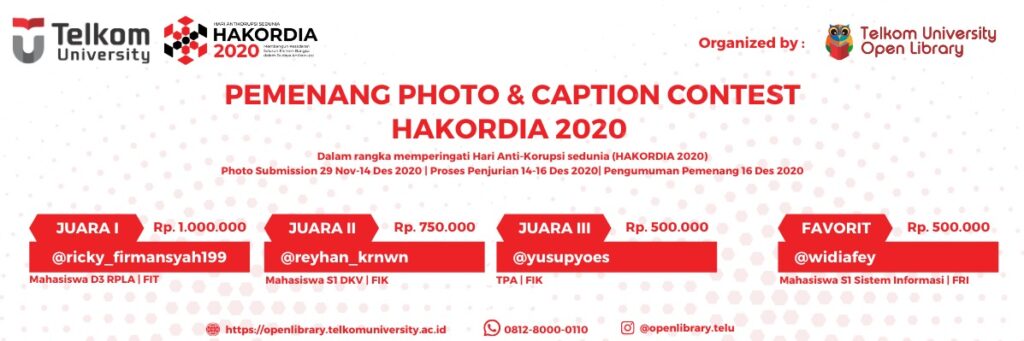 Telkom
University
HARI ANTIKORUPSI SEDUNIA
HAKORDIA
2020
Organized by :
Telkom University
Open Library
PEMENANG PHOTO & CAPTION CONTEST
HAKORDIA 2020
Dalam rangka memperingati Hari Anti-Korupsi sedunia (HAKORDIA 2020)
Photo Submission 29 Nov-14 Des 2020 | Proses Penjurian 14-16 Des 2020| Pengumuman Pemenang 16 Des 2020
JUARA I Rp. 1.000.000
@ricky_firmansyah199
Mahasiswa D3 RPLA | FIT
JUARA II Rp. 750.000
@reyhan_krnwn
Mahasiswa S1 DKV | FIK
JUARA III Rp. 500.000
@yusupyoes
TPA | FIK
FAVORIT Rp. 500.000
@widiafey
Mahasiswa S1 Sistem Informasi | FRI
https://openlibrary.telkomuniversity.ac.id
0812-8000-0110
@openlibrary.telu